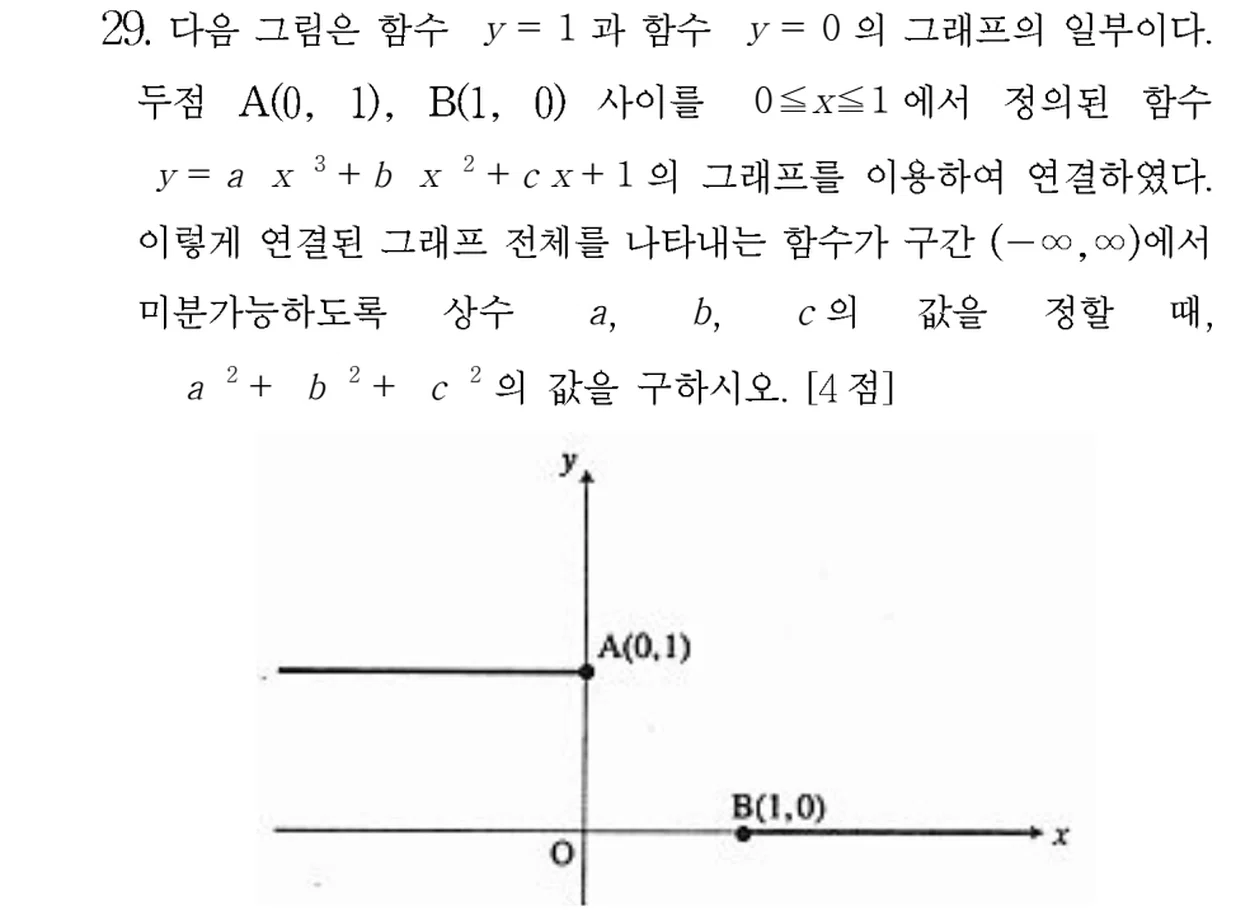 29. 다음 그림은 함수 y = 1 과 함수 y = 0 의 그래프의 일부이다.
두점 A(0, 1), B(1, 0) 사이를 0≦x≦1 에서 정의된 함수
y = a x ³ + b x ² + c x + 1 의 그래프를 이용하여 연결하였다.
이렇게 연결된 그래프 전체를 나타내는 함수가 구간 (−∞,∞)에서
미분가능하도록 상수 a, b, c 의 값을 정할 때,
a ² + b ² + c ² 의 값을 구하시오. [4 점]
y
A(0,1)
B(1,0)
x
O